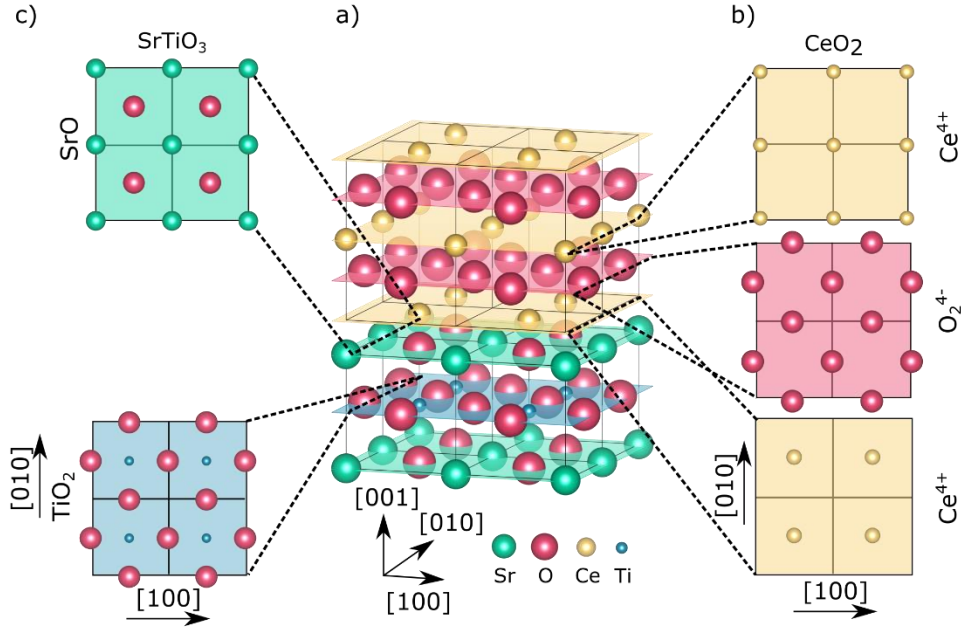 c)
a)
b)
SrTiO3
CeO2
SrO
Ce4+
O2 4-
TiO2
[010]
[100]
[001]
[010]
[100]
Sr O Ce Ti
Ce4+
[010]
[100]